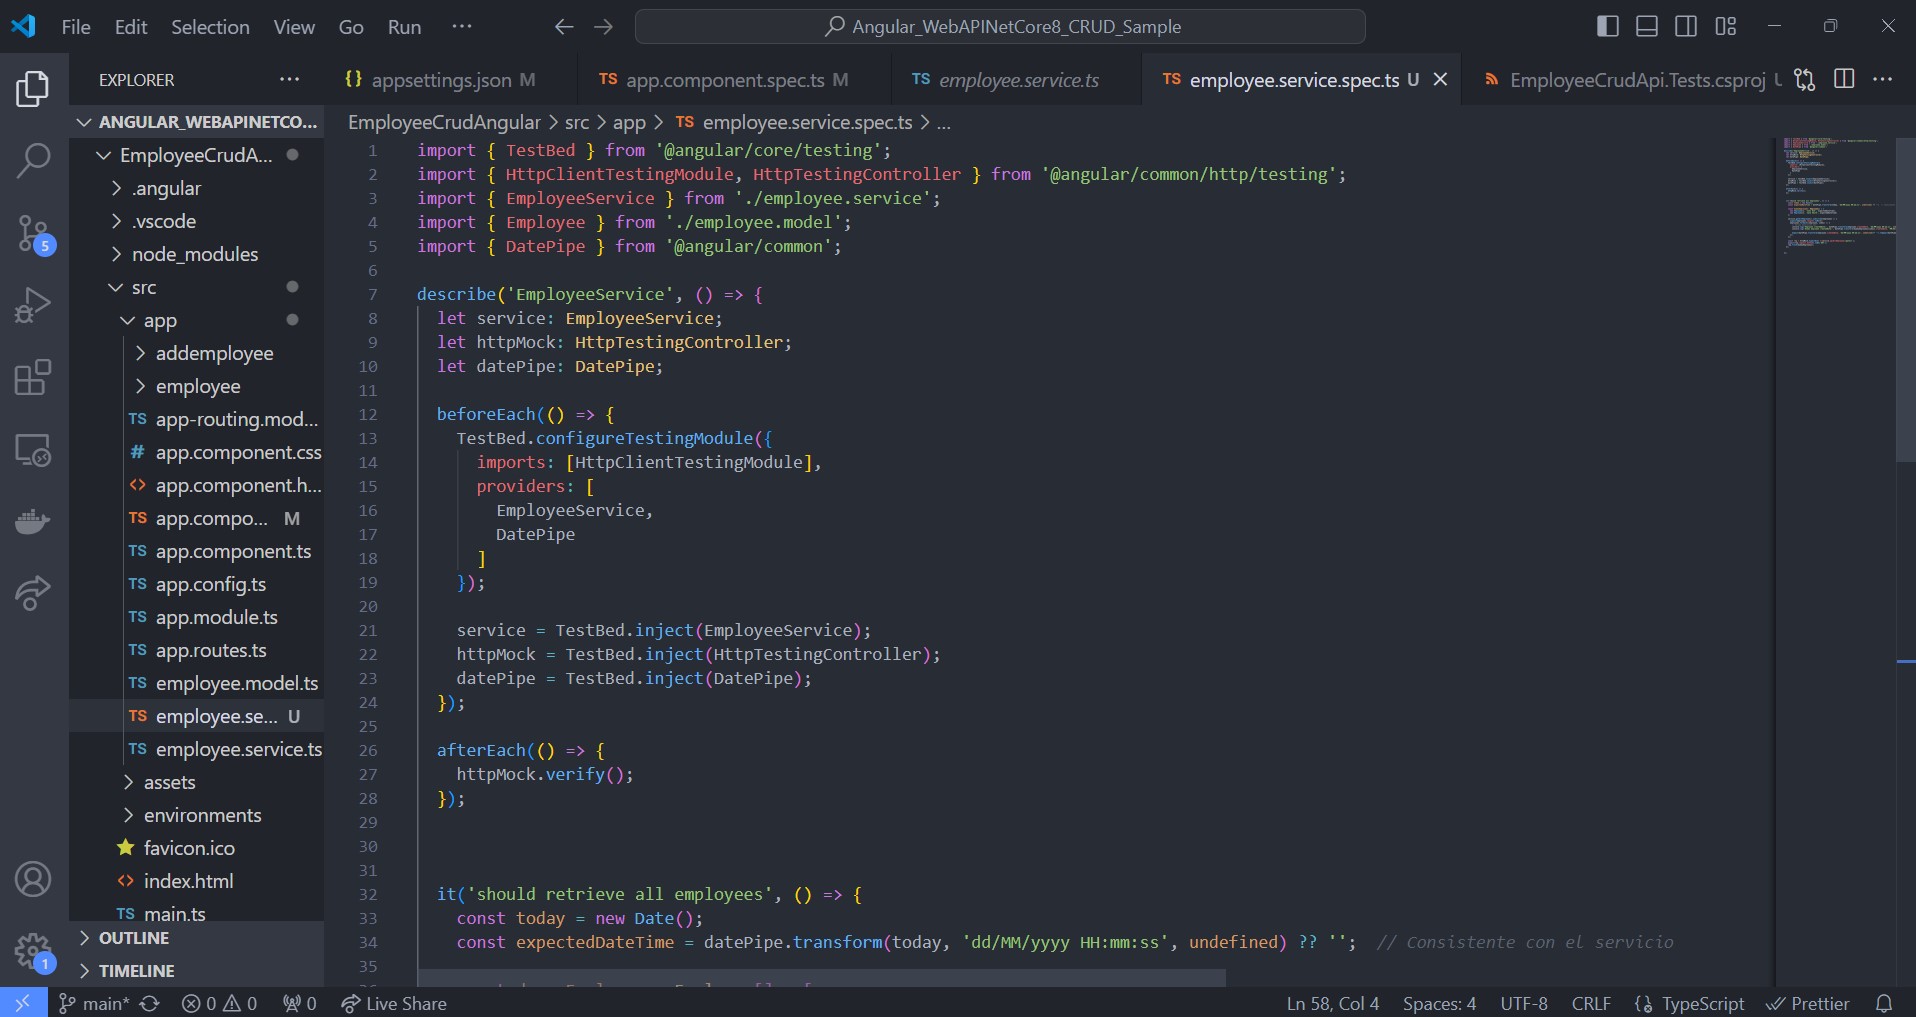 File Edit Selection View Go Run ··· Angular_WebAPINetCore8_CRUD_Sample
EXPLORER ···
{} appsettings.json M TS app.component.spec.ts M TS employee.service.ts TS employee.service.spec.ts U EmployeeCrudApi.Tests.csproj U ···
ANGULAR_WEBAPINETCO...
EmployeeCrudA...
.angular
.vscode
node_modules
src
app
addemployee
employee
TS app-routing.mod...
# app.component.css
<> app.component.h...
TS app.compo... M
TS app.component.ts
TS app.config.ts
TS app.module.ts
TS app.routes.ts
TS employee.model.ts
TS employee.se... U
TS employee.service.ts
assets
environments
favicon.ico
<> index.html
TS main.ts
OUTLINE
TIMELINE
5
1
EmployeeCrudAngular > src > app > TS employee.service.spec.ts > ...
1 import { TestBed } from '@angular/core/testing';
2 import { HttpClientTestingModule, HttpTestingController } from '@angular/common/http/testing';
3 import { EmployeeService } from './employee.service';
4 import { Employee } from './employee.model';
5 import { DatePipe } from '@angular/common';
6
7 describe('EmployeeService', () => {
8 let service: EmployeeService;
9 let httpMock: HttpTestingController;
10 let datePipe: DatePipe;
11
12 beforeEach(() => {
13 TestBed.configureTestingModule({
14 imports: [HttpClientTestingModule],
15 providers: [
16 EmployeeService,
17 DatePipe
18 ]
19 });
20
21 service = TestBed.inject(EmployeeService);
22 httpMock = TestBed.inject(HttpTestingController);
23 datePipe = TestBed.inject(DatePipe);
24 });
25
26 afterEach(() => {
27 httpMock.verify();
28 });
29
30
31
32 it('should retrieve all employees', () => {
33 const today = new Date();
34 const expectedDateTime = datePipe.transform(today, 'dd/MM/yyyy HH:mm:ss', undefined) ?? ''; // Consistente con el servicio
35
main* 0 0 0 Live Share Ln 58, Col 4 Spaces: 4 UTF-8 CRLF {} TypeScript Prettier